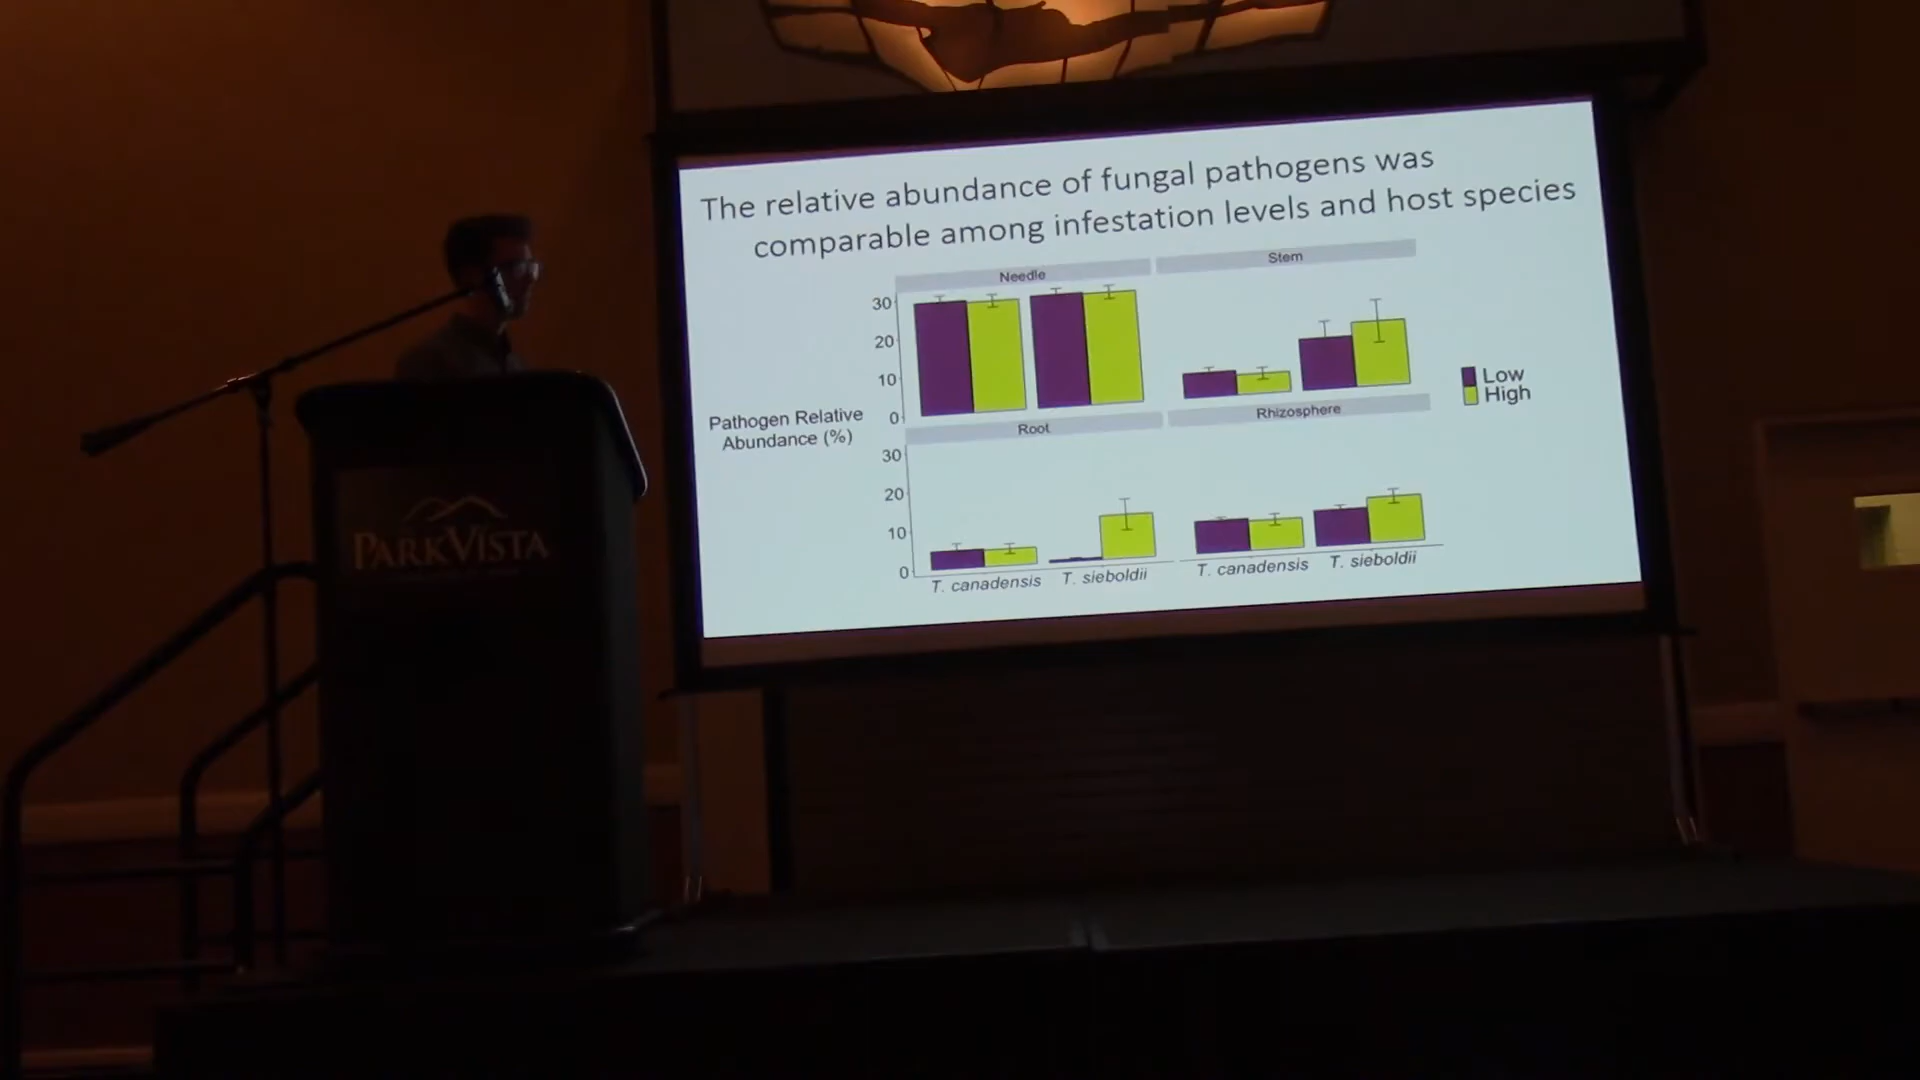 The relative abundance of fungal pathogens was
comparable among infestation levels and host species
Needle
Stem
30
20
10
0
Pathogen Relative
Abundance (%)
Low
High
Root
Rhizosphere
30
20
10
0
T. canadensis
T. sieboldii
T. canadensis
T. sieboldii
PARKVISTA